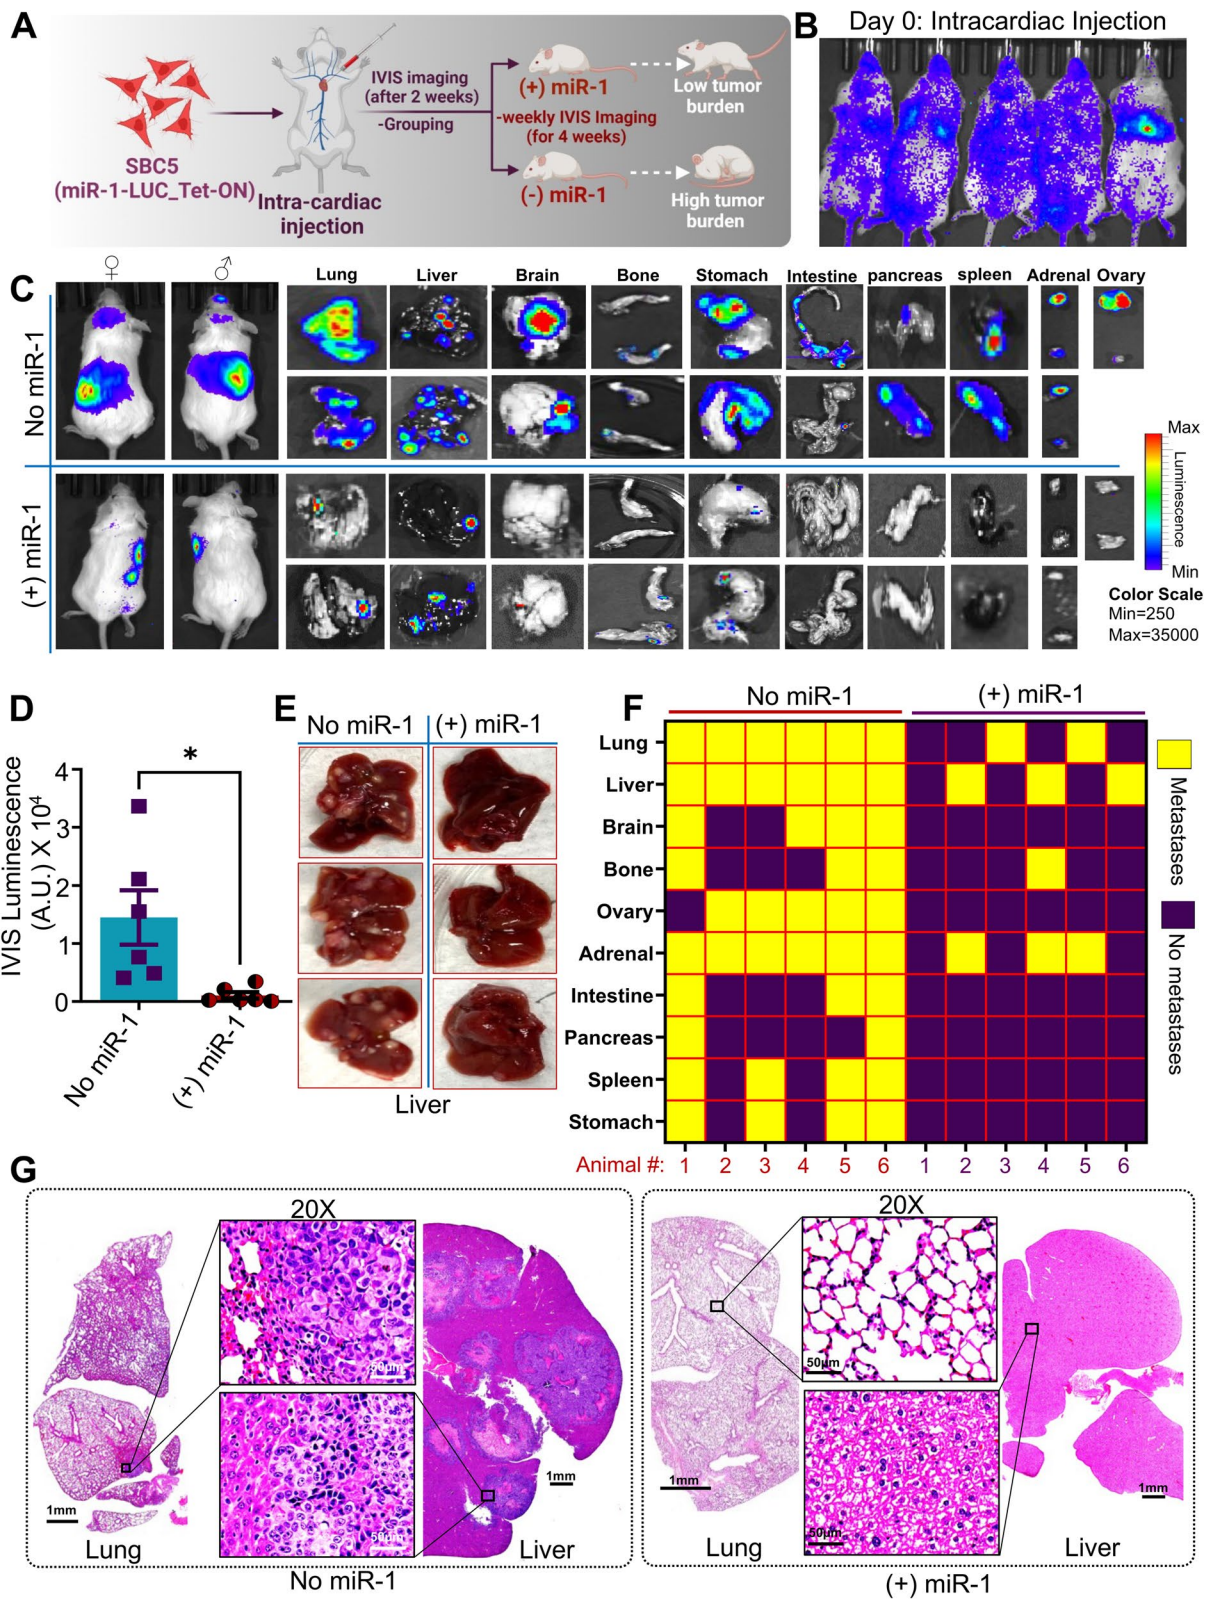 A
SBC5
(miR-1-LUC_Tet-ON)
Intra-cardiac
injection
IVIS imaging
(after 2 weeks)
-Grouping
(+) miR-1
-weekly IVIS Imaging
(for 4 weeks)
(-) miR-1
Low tumor
burden
High tumor
burden
B
Day 0: Intracardiac Injection
C
♀
♂
Lung
Liver
Brain
Bone
Stomach
Intestine
pancreas
spleen
Adrenal
Ovary
No miR-1
(+) miR-1
Max
Luminescence
Min
Color Scale
Min=250
Max=35000
D
IVIS Luminescence
(A.U.) X 10⁴
4
3
2
1
0
*
No miR-1
(+) miR-1
E
No miR-1
(+) miR-1
Liver
F
No miR-1
(+) miR-1
Lung
Liver
Brain
Bone
Ovary
Adrenal
Intestine
Pancreas
Spleen
Stomach
Animal #: 1 2 3 4 5 6 1 2 3 4 5 6
Metastases
No metastases
G
20X
50µm
50µm
1mm
1mm
Lung
Liver
No miR-1
20X
50µm
50µm
1mm
1mm
Lung
Liver
(+) miR-1